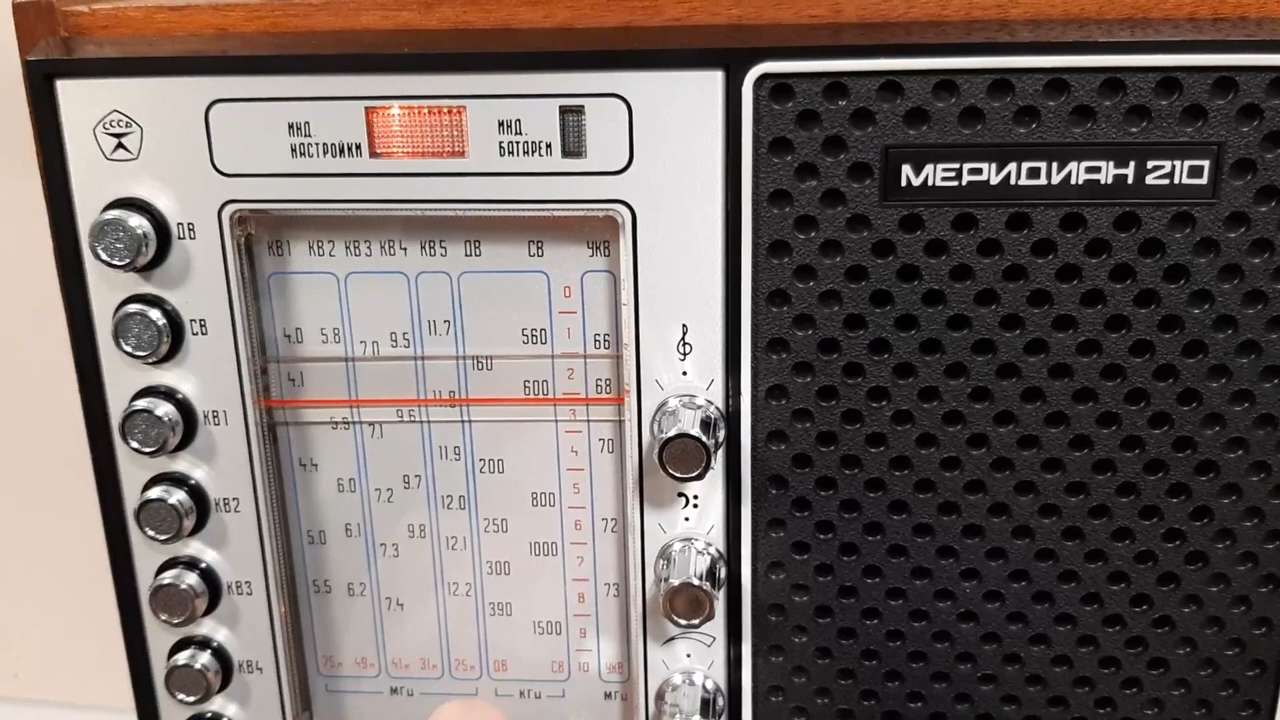 СССР
ИНД.
НАСТРОЙКИ
ИНД.
БАТАРЕИ
МЕРИДИАН 210
ДВ
СВ
КВ1
КВ2
КВ3
КВ4
КВ1 КВ2 КВ3 КВ4 КВ5 ДВ СВ УКВ
0
4.0 5.8 7.0 9.5 11.7 560 1 66
4.1 160 600 2 68
5.9 7.1 9.6 11.8 3
4.4 11.9 200 4 70
6.0 7.2 9.7 12.0 800 5
5.0 6.1 7.3 9.8 12.1 250 1000 6 72
5.5 6.2 12.2 300 7 73
7.4 390 8
1500 9
75м 49м 41м 31м 25м ДВ СВ 10 УКВ
МГц кГц МГц